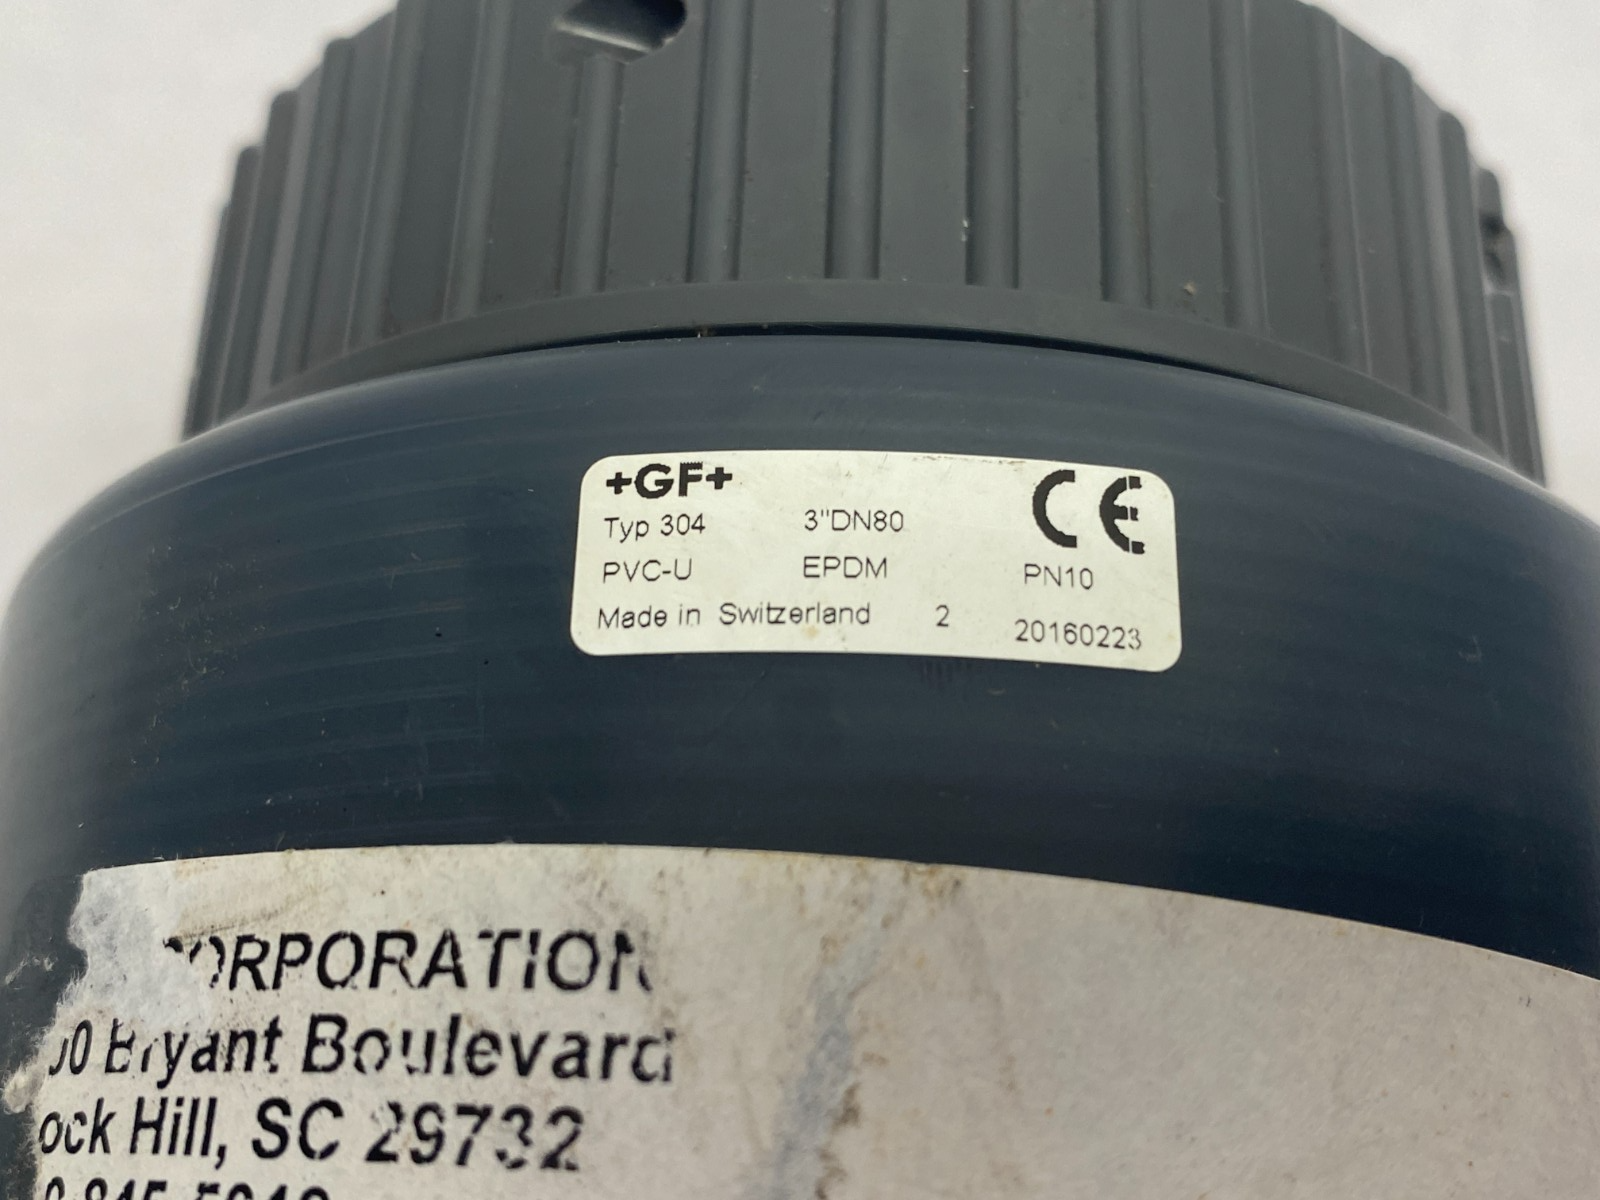 +GF+
CE
Typ 304 3"DN80
PVC-U EPDM PN10
Made in Switzerland 2 20160223
CORPORATION
Bryant Boulevard
ock Hill, SC 29732